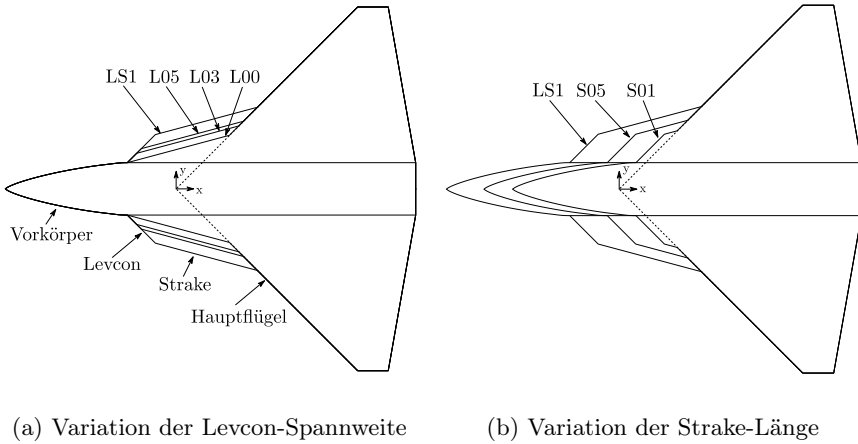 LS1 L05 L03 L00
y
x
Vorkörper
Levcon
Strake
Hauptflügel
(a) Variation der Levcon-Spannweite
LS1 S05 S01
y
x
(b) Variation der Strake-Länge